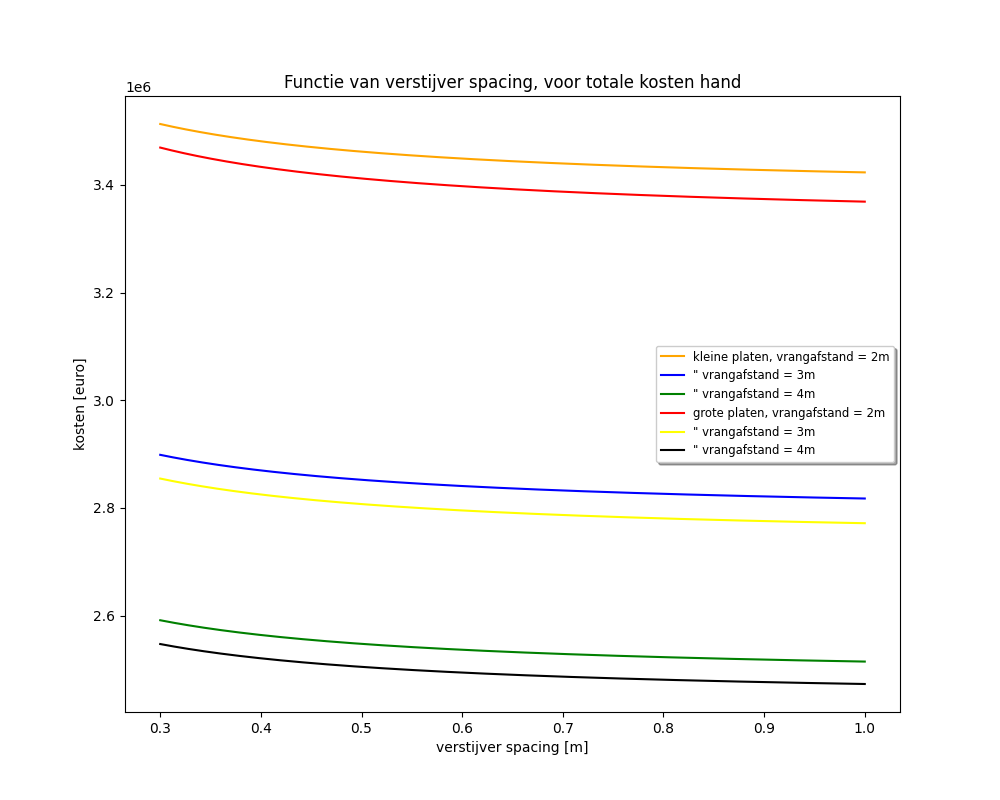 Functie van verstijver spacing, voor totale kosten hand
1e6
3.4
3.2
3.0
2.8
2.6
kosten [euro]
kleine platen, vrangafstand = 2m
" vrangafstand = 3m
" vrangafstand = 4m
grote platen, vrangafstand = 2m
" vrangafstand = 3m
" vrangafstand = 4m
0.3 0.4 0.5 0.6 0.7 0.8 0.9 1.0
verstijver spacing [m]